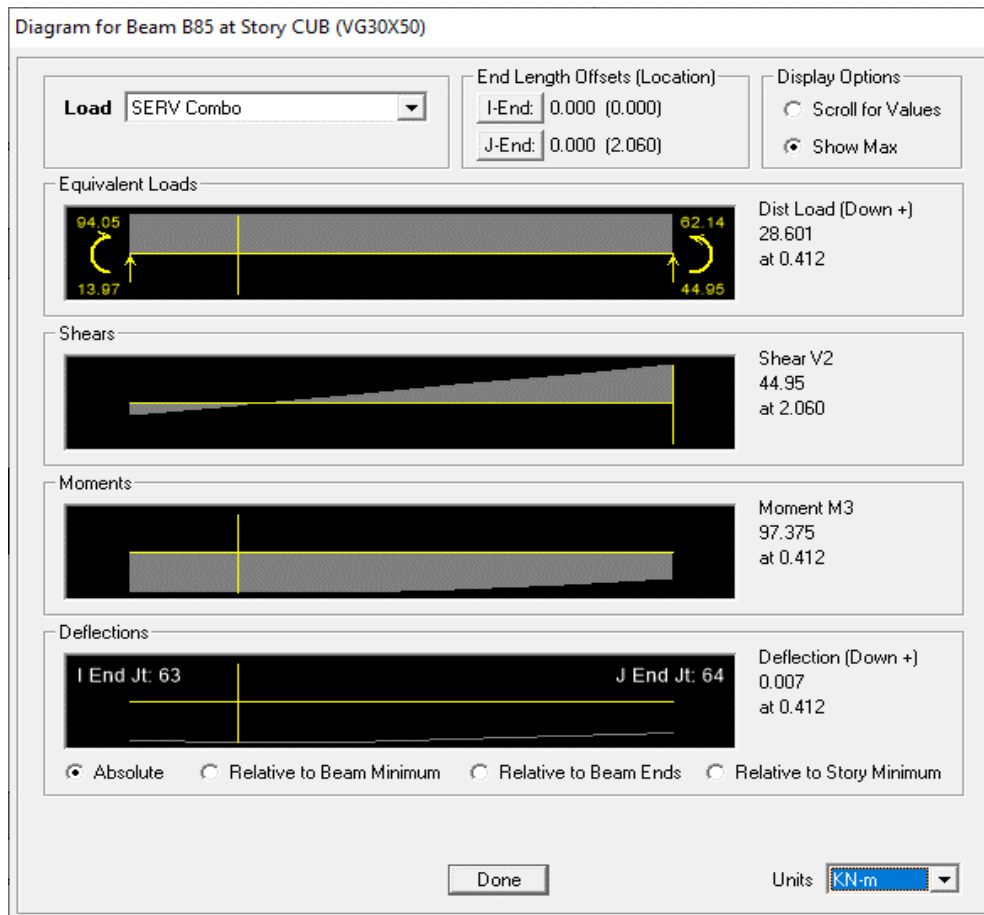 Diagram for Beam B85 at Story CUB (VG30X50)
Load SERV Combo
End Length Offsets (Location)
I-End: 0.000 (0.000)
J-End: 0.000 (2.060)
Display Options
Scroll for Values
Show Max
Equivalent Loads
94.05 62.14
13.97 44.95
Dist Load (Down +)
28.601
at 0.412
Shears
Shear V2
44.95
at 2.060
Moments
Moment M3
97.375
at 0.412
Deflections
I End Jt: 63 J End Jt: 64
Deflection (Down +)
0.007
at 0.412
Absolute Relative to Beam Minimum Relative to Beam Ends Relative to Story Minimum
Done
Units KN-m